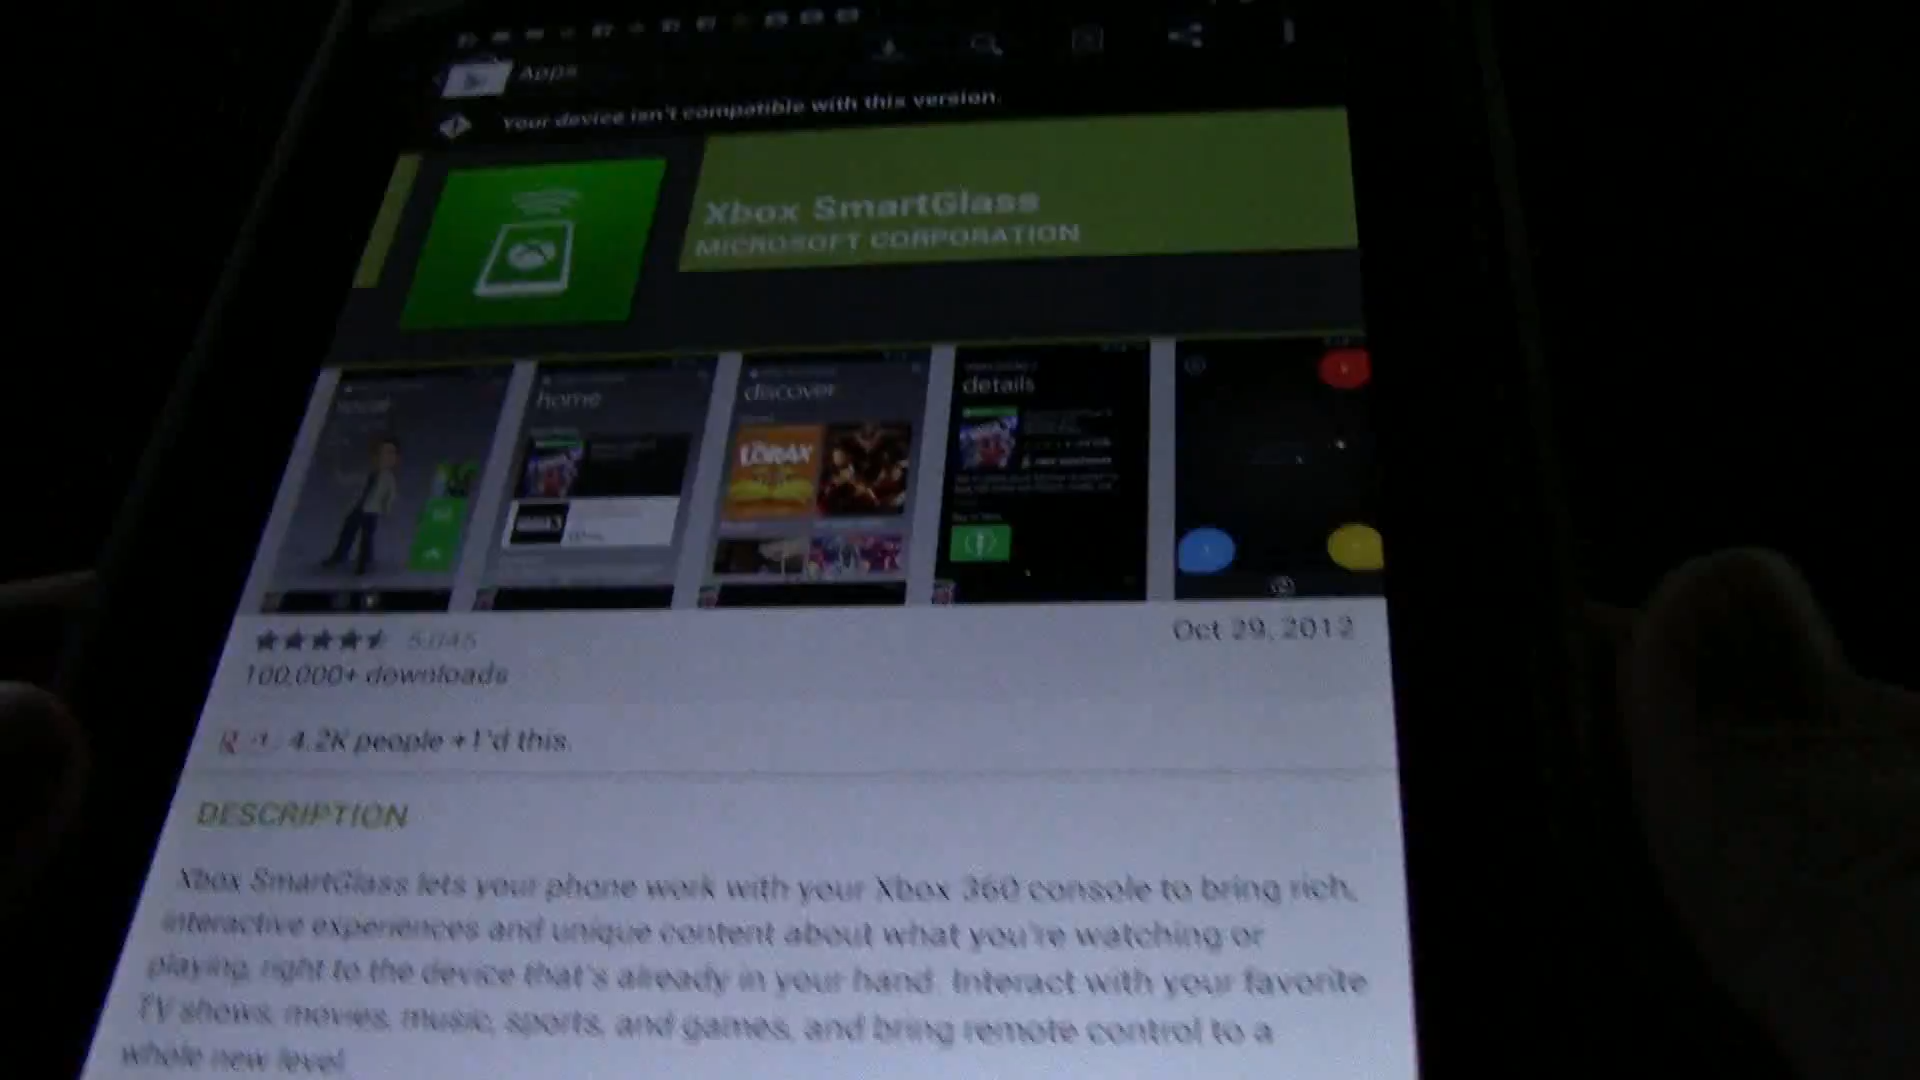 Apps
Your device isn't compatible with this version.
Xbox SmartGlass
MICROSOFT CORPORATION
social
home
discover
details
LORAX
5,045
Oct 29, 2012
100,000+ downloads
4.2K people +1'd this.
DESCRIPTION
Xbox SmartGlass lets your phone work with your Xbox 360 console to bring rich,
interactive experiences and unique content about what you're watching or
playing, right to the device that's already in your hand. Interact with your favorite
TV shows, movies, music, sports, and games, and bring remote control to a
whole new level.